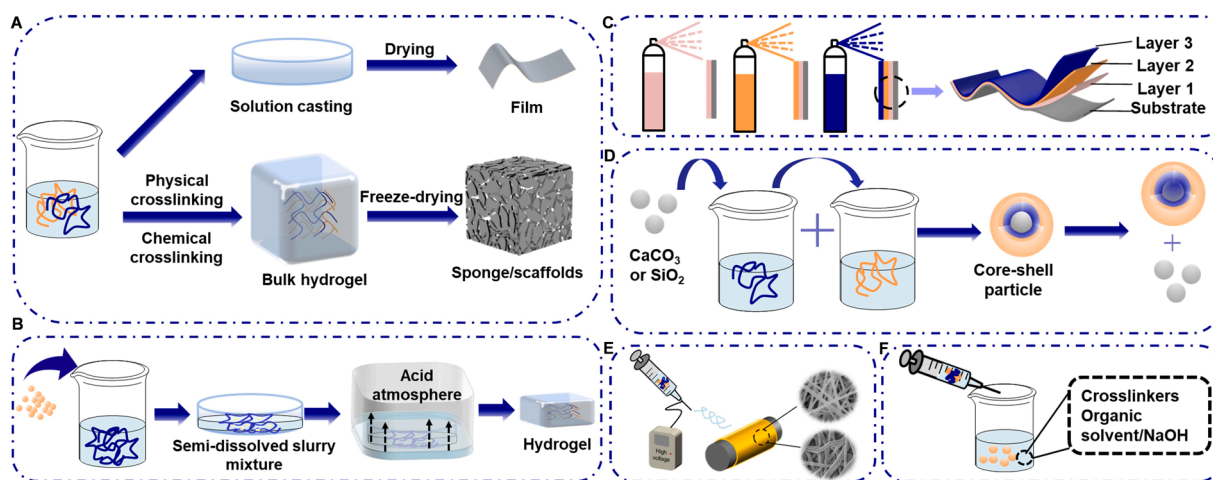 A
Drying
Solution casting
Film
Physical
crosslinking
Chemical
crosslinking
Freeze-drying
Bulk hydrogel
Sponge/scaffolds
B
Semi-dissolved slurry
mixture
Acid
atmosphere
Hydrogel
C
Layer 3
Layer 2
Layer 1
Substrate
D
CaCO₃
or SiO₂
Core-shell
particle
E
High
voltage
F
Crosslinkers
Organic
solvent/NaOH